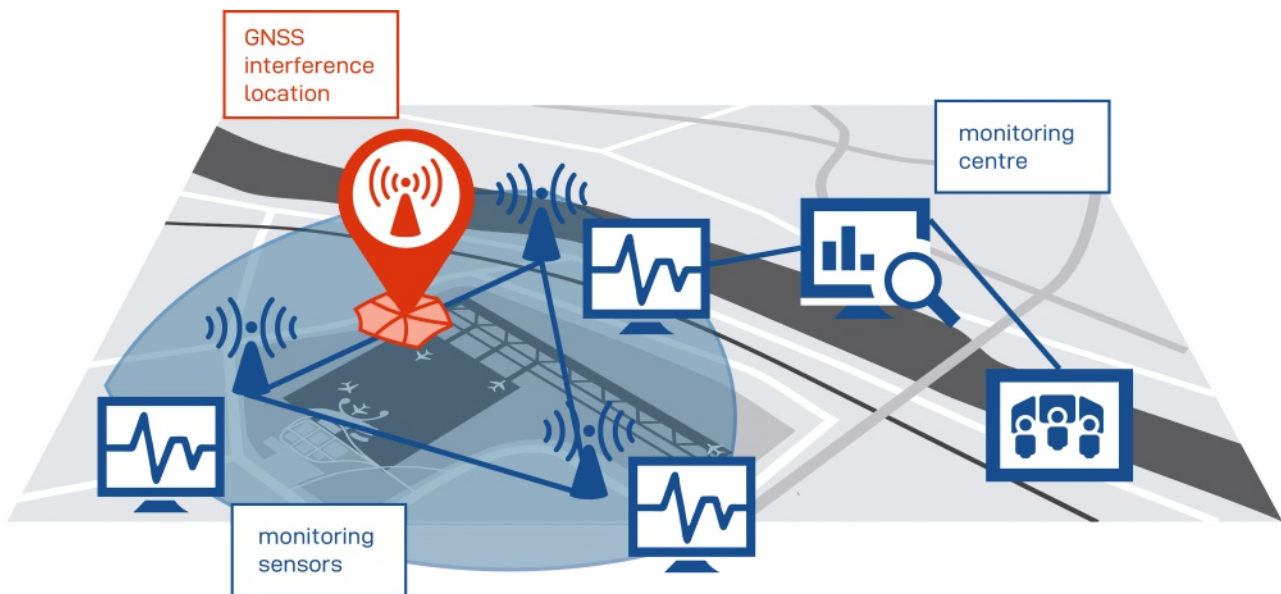 GNSS
interference
location
monitoring
centre
monitoring
sensors